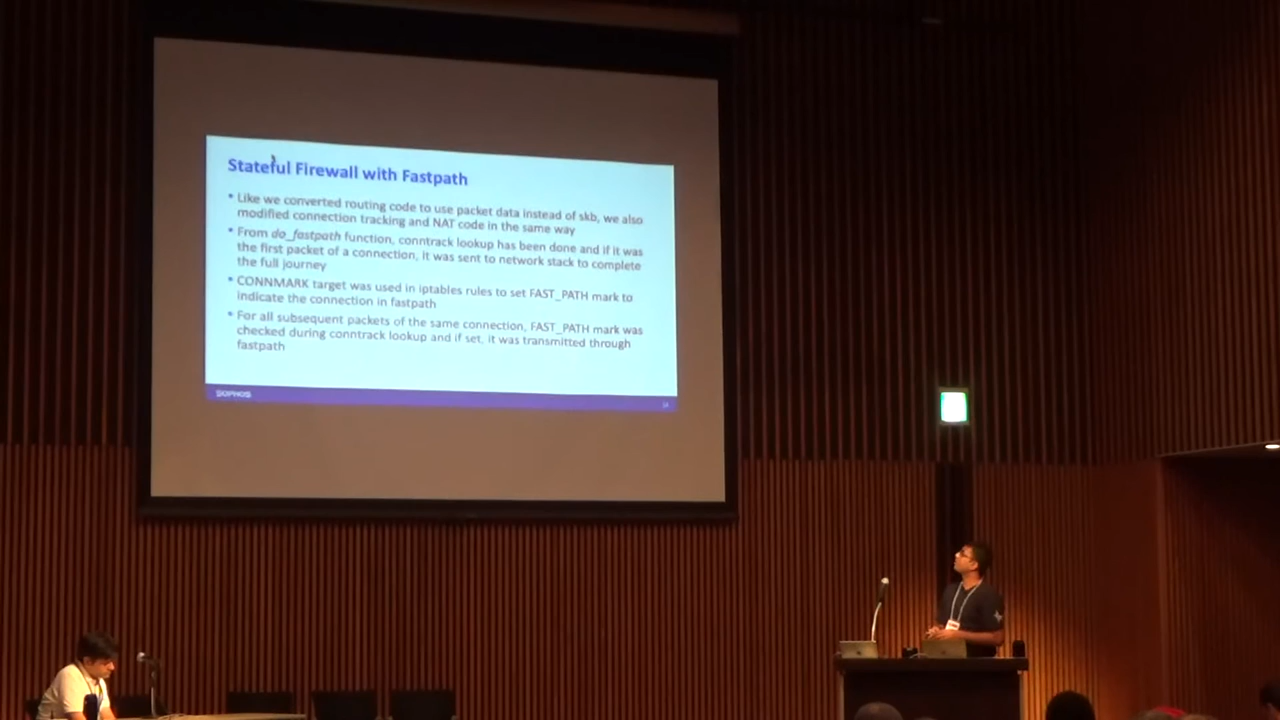 Stateful Firewall with Fastpath
• Like we converted routing code to use packet data instead of skb, we also
modified connection tracking and NAT code in the same way
• From do_fastpath function, conntrack lookup has been done and if it was
the first packet of a connection, it was sent to network stack to complete
the full journey
• CONNMARK target was used in iptables rules to set FAST_PATH mark to
indicate the connection in fastpath
• For all subsequent packets of the same connection, FAST_PATH mark was
checked during conntrack lookup and if set, it was transmitted through
fastpath
SOPHOS